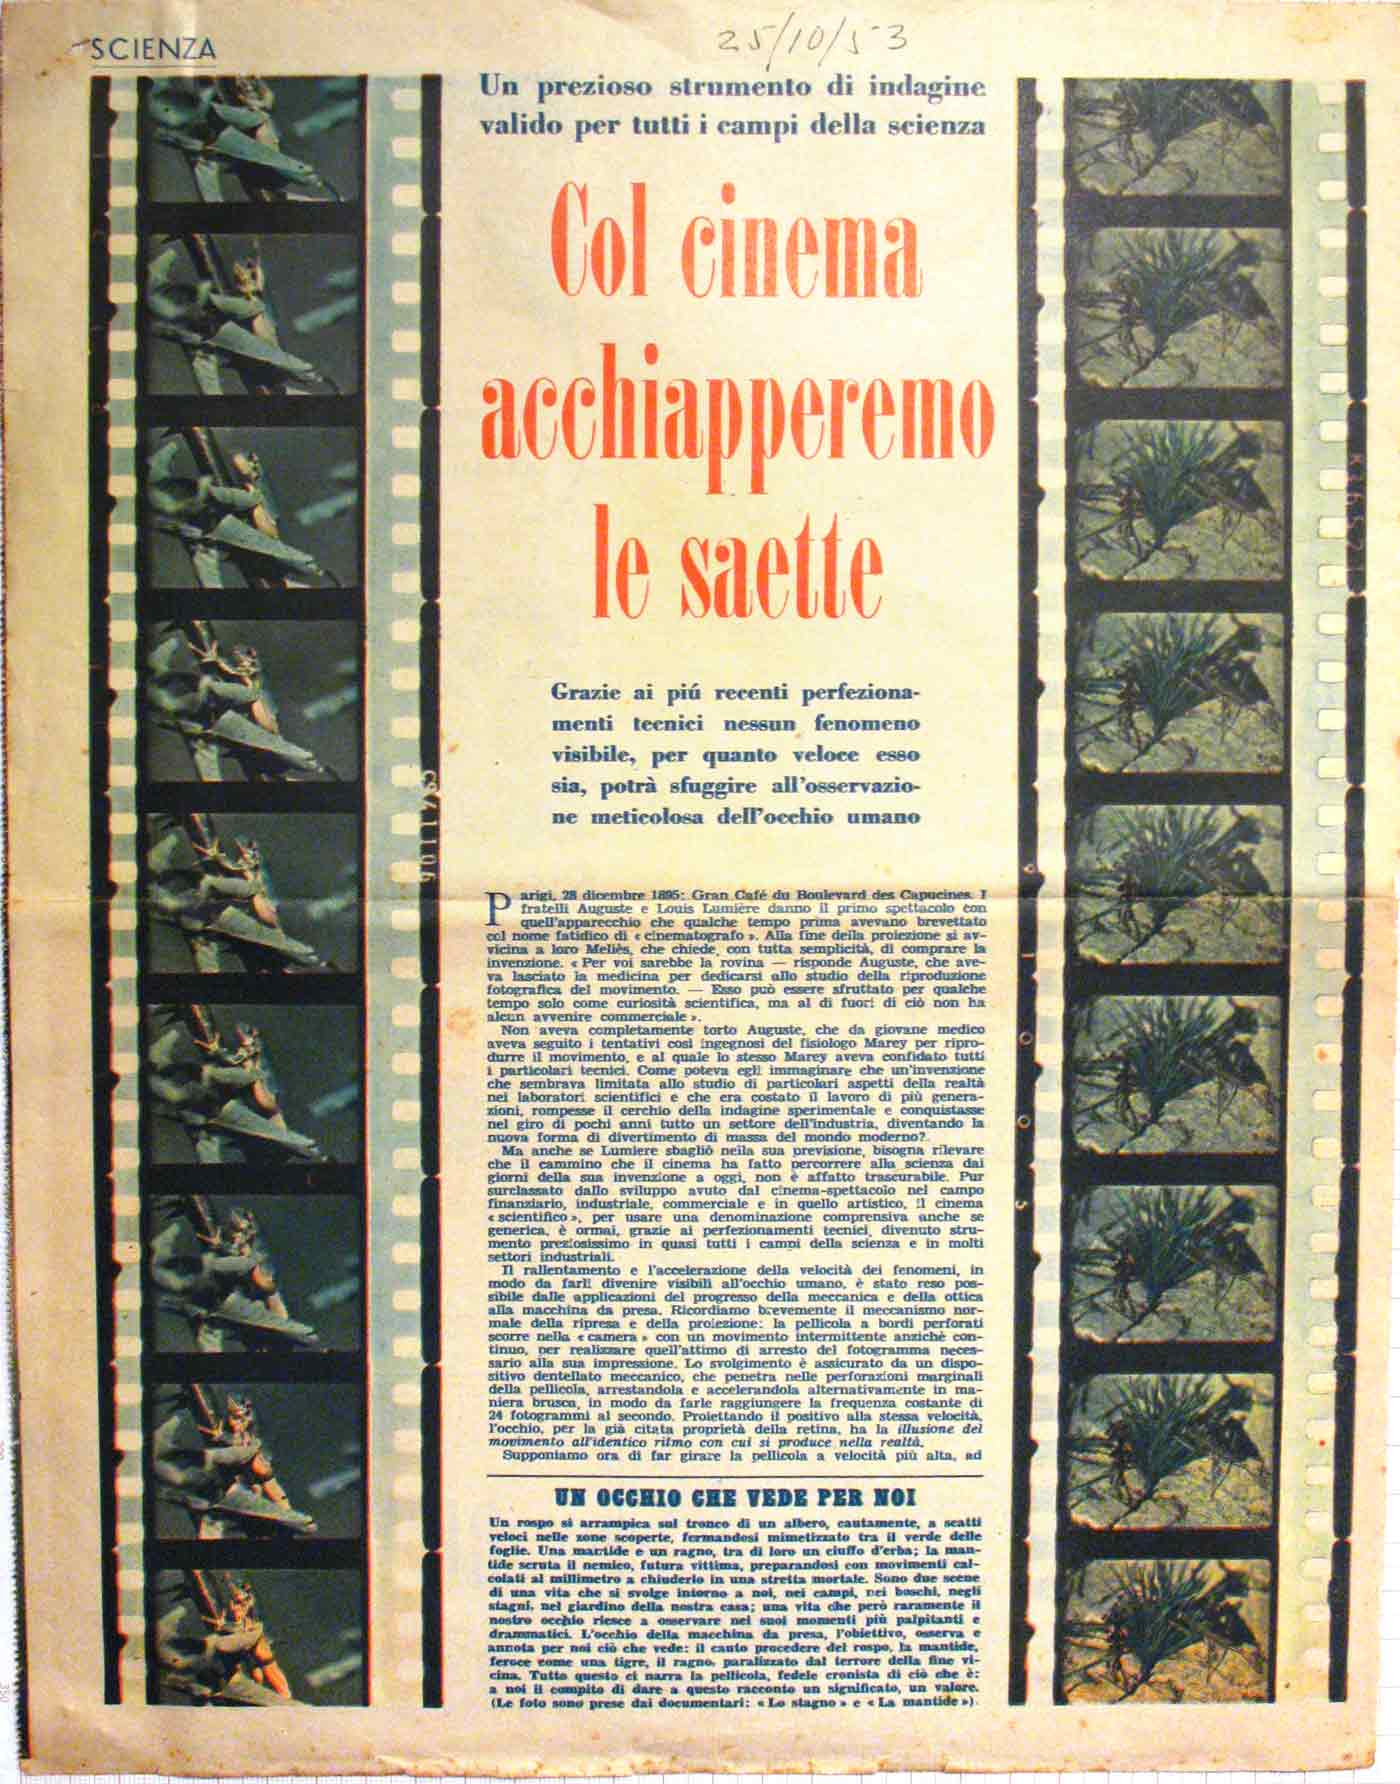 SCIENZA
25/10/53
Un prezioso strumento di indagine
valido per tutti i campi della scienza
Col cinema
acchiapperemo
le saette
Grazie ai piú recenti perfeziona-
menti tecnici nessun fenomeno
visibile, per quanto veloce esso
sia, potrà sfuggire all'osservazio-
ne meticolosa dell'occhio umano
Parigi, 28 dicembre 1895: Gran Café du Boulevard des Capucines. I
fratelli Auguste e Louis Lumière danno il primo spettacolo con
quell'apparecchio che qualche tempo prima avevano brevettato
col nome fatidico di « cinematografo ». Alla fine della proiezione si av-
vicina a loro Meliès, che chiede, con tutta semplicità, di comprare la
invenzione. « Per voi sarebbe la rovina — risponde Auguste, che ave-
va lasciato la medicina per dedicarsi allo studio della riproduzione
fotografica del movimento. — Esso può essere sfruttato per qualche
tempo solo come curiosità scientifica, ma al di fuori di ciò non ha
alcun avvenire commerciale ».
Non aveva completamente torto Auguste, che da giovane medico
aveva seguito i tentativi così ingegnosi del fisiologo Marey per ripro-
durre il movimento, e al quale lo stesso Marey aveva confidato tutti
i particolari tecnici. Come poteva egli immaginare che un'invenzione
che sembrava limitata allo studio di particolari aspetti della realtà
nei laboratori scientifici e che era costato il lavoro di più genera-
zioni, rompesse il cerchio della indagine sperimentale e conquistasse
nel giro di pochi anni tutto un settore dell'industria, diventando la
nuova forma di divertimento di massa del mondo moderno?
Ma anche se Lumiere sbagliò nella sua previsione, bisogna rilevare
che il cammino che il cinema ha fatto percorrere alla scienza dai
giorni della sua invenzione a oggi, non è affatto trascurabile. Pur
surclassato dallo sviluppo avuto dal cinema-spettacolo nel campo
finanziario, industriale, commerciale e in quello artistico, il cinema
« scientifico », per usare una denominazione comprensiva anche se
generica, è ormai, grazie ai perfezionamenti tecnici, divenuto stru-
mento preziosissimo in quasi tutti i campi della scienza e in molti
settori industriali.
Il rallentamento e l'accelerazione della velocità dei fenomeni, in
modo da farli divenire visibili all'occhio umano, è stato reso pos-
sibile dalle applicazioni del progresso della meccanica e della ottica
alla macchina da presa. Ricordiamo brevemente il meccanismo nor-
male della ripresa e della proiezione: la pellicola a bordi perforati
scorre nella « camera » con un movimento intermittente anzichè con-
tinuo, per realizzare quell'attimo di arresto del fotogramma neces-
sario alla sua impressione. Lo svolgimento è assicurato da un dispo-
sitivo dentellato meccanico, che penetra nelle perforazioni marginali
della pellicola, arrestandola e accelerandola alternativamente in ma-
niera brusca, in modo da farle raggiungere la frequenza costante di
24 fotogrammi al secondo. Proiettando il positivo alla stessa velocità,
l'occhio, per la già citata proprietà della retina, ha la illusione del
movimento all'identico ritmo con cui si produce nella realtà.
Supponiamo ora di far girare la pellicola a velocità più alta, ad
UN OCCHIO CHE VEDE PER NOI
Un rospo si arrampica sul tronco di un albero, cautamente, a scatti
veloci nelle zone scoperte, fermandosi mimetizzato tra il verde delle
foglie. Una mantide e un ragno, tra di loro un ciuffo d'erba; la man-
tide scruta il nemico, futura vittima, preparandosi con movimenti cal-
colati al millimetro a chiuderlo in una stretta mortale. Sono due scene
di una vita che si svolge intorno a noi, nei campi, nei boschi, negli
stagni, nel giardino della nostra casa; una vita che però raramente il
nostro occhio riesce a osservare nei suoi momenti più palpitanti e
drammatici. L'occhio della macchina da presa, l'obiettivo, osserva e
annota per noi ciò che vede: il cauto procedere del rospo, la mantide,
feroce come una tigre, il ragno, paralizzato dal terrore della fine vi-
cina. Tutto questo ci narra la pellicola, fedele cronista di ciò che è:
a noi il compito di dare a questo racconto un significato, un valore.
(Le foto sono prese dai documentari: « Lo stagno » e « La mantide »).